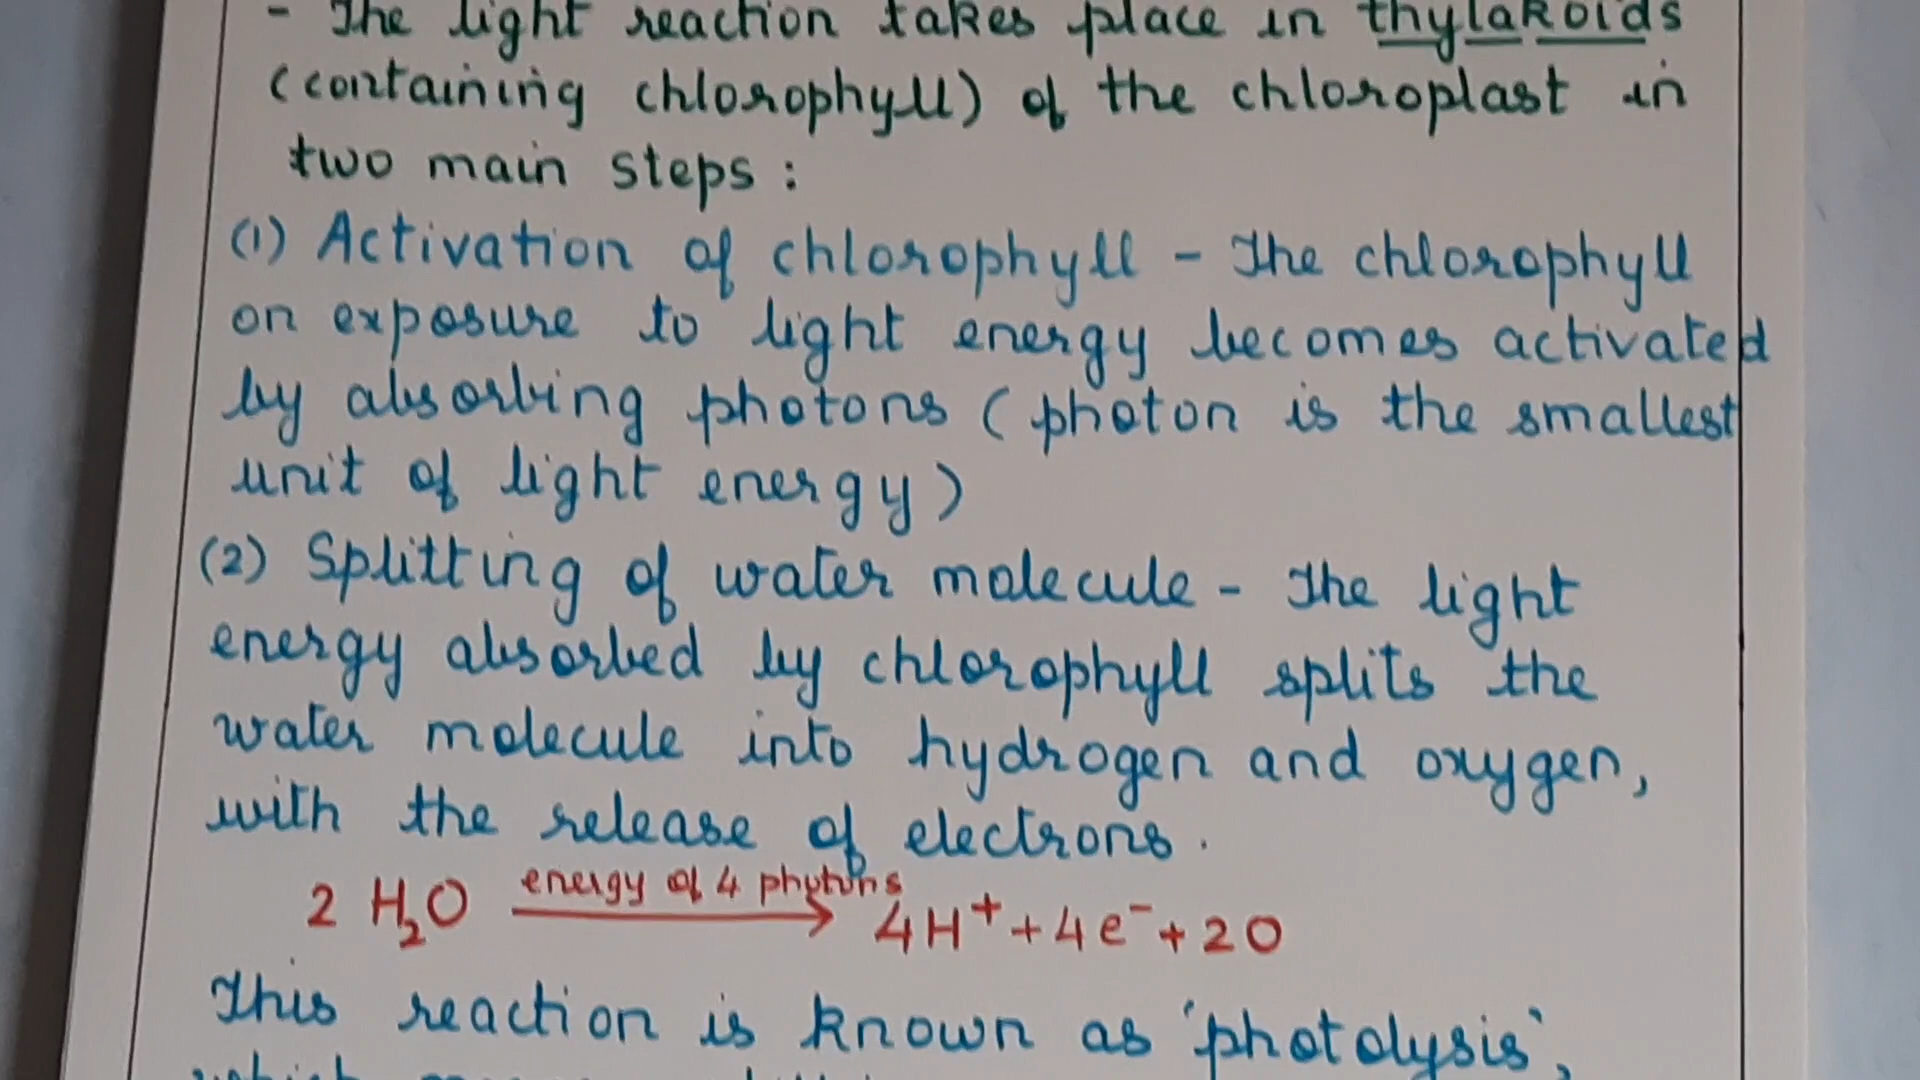 - The light reaction takes place in thylakoids
(containing chlorophyll) of the chloroplast in
two main steps :
(1) Activation of chlorophyll - The chlorophyll
on exposure to light energy becomes activated
by absorbing photons ( photon is the smallest
unit of light energy )
(2) Splitting of water molecule - The light
energy absorbed by chlorophyll splits the
water molecule into hydrogen and oxygen,
with the release of electrons.
energy of 4 photons
2 H₂O → 4H⁺ + 4e⁻ + 2O
This reaction is known as 'photolysis',
which